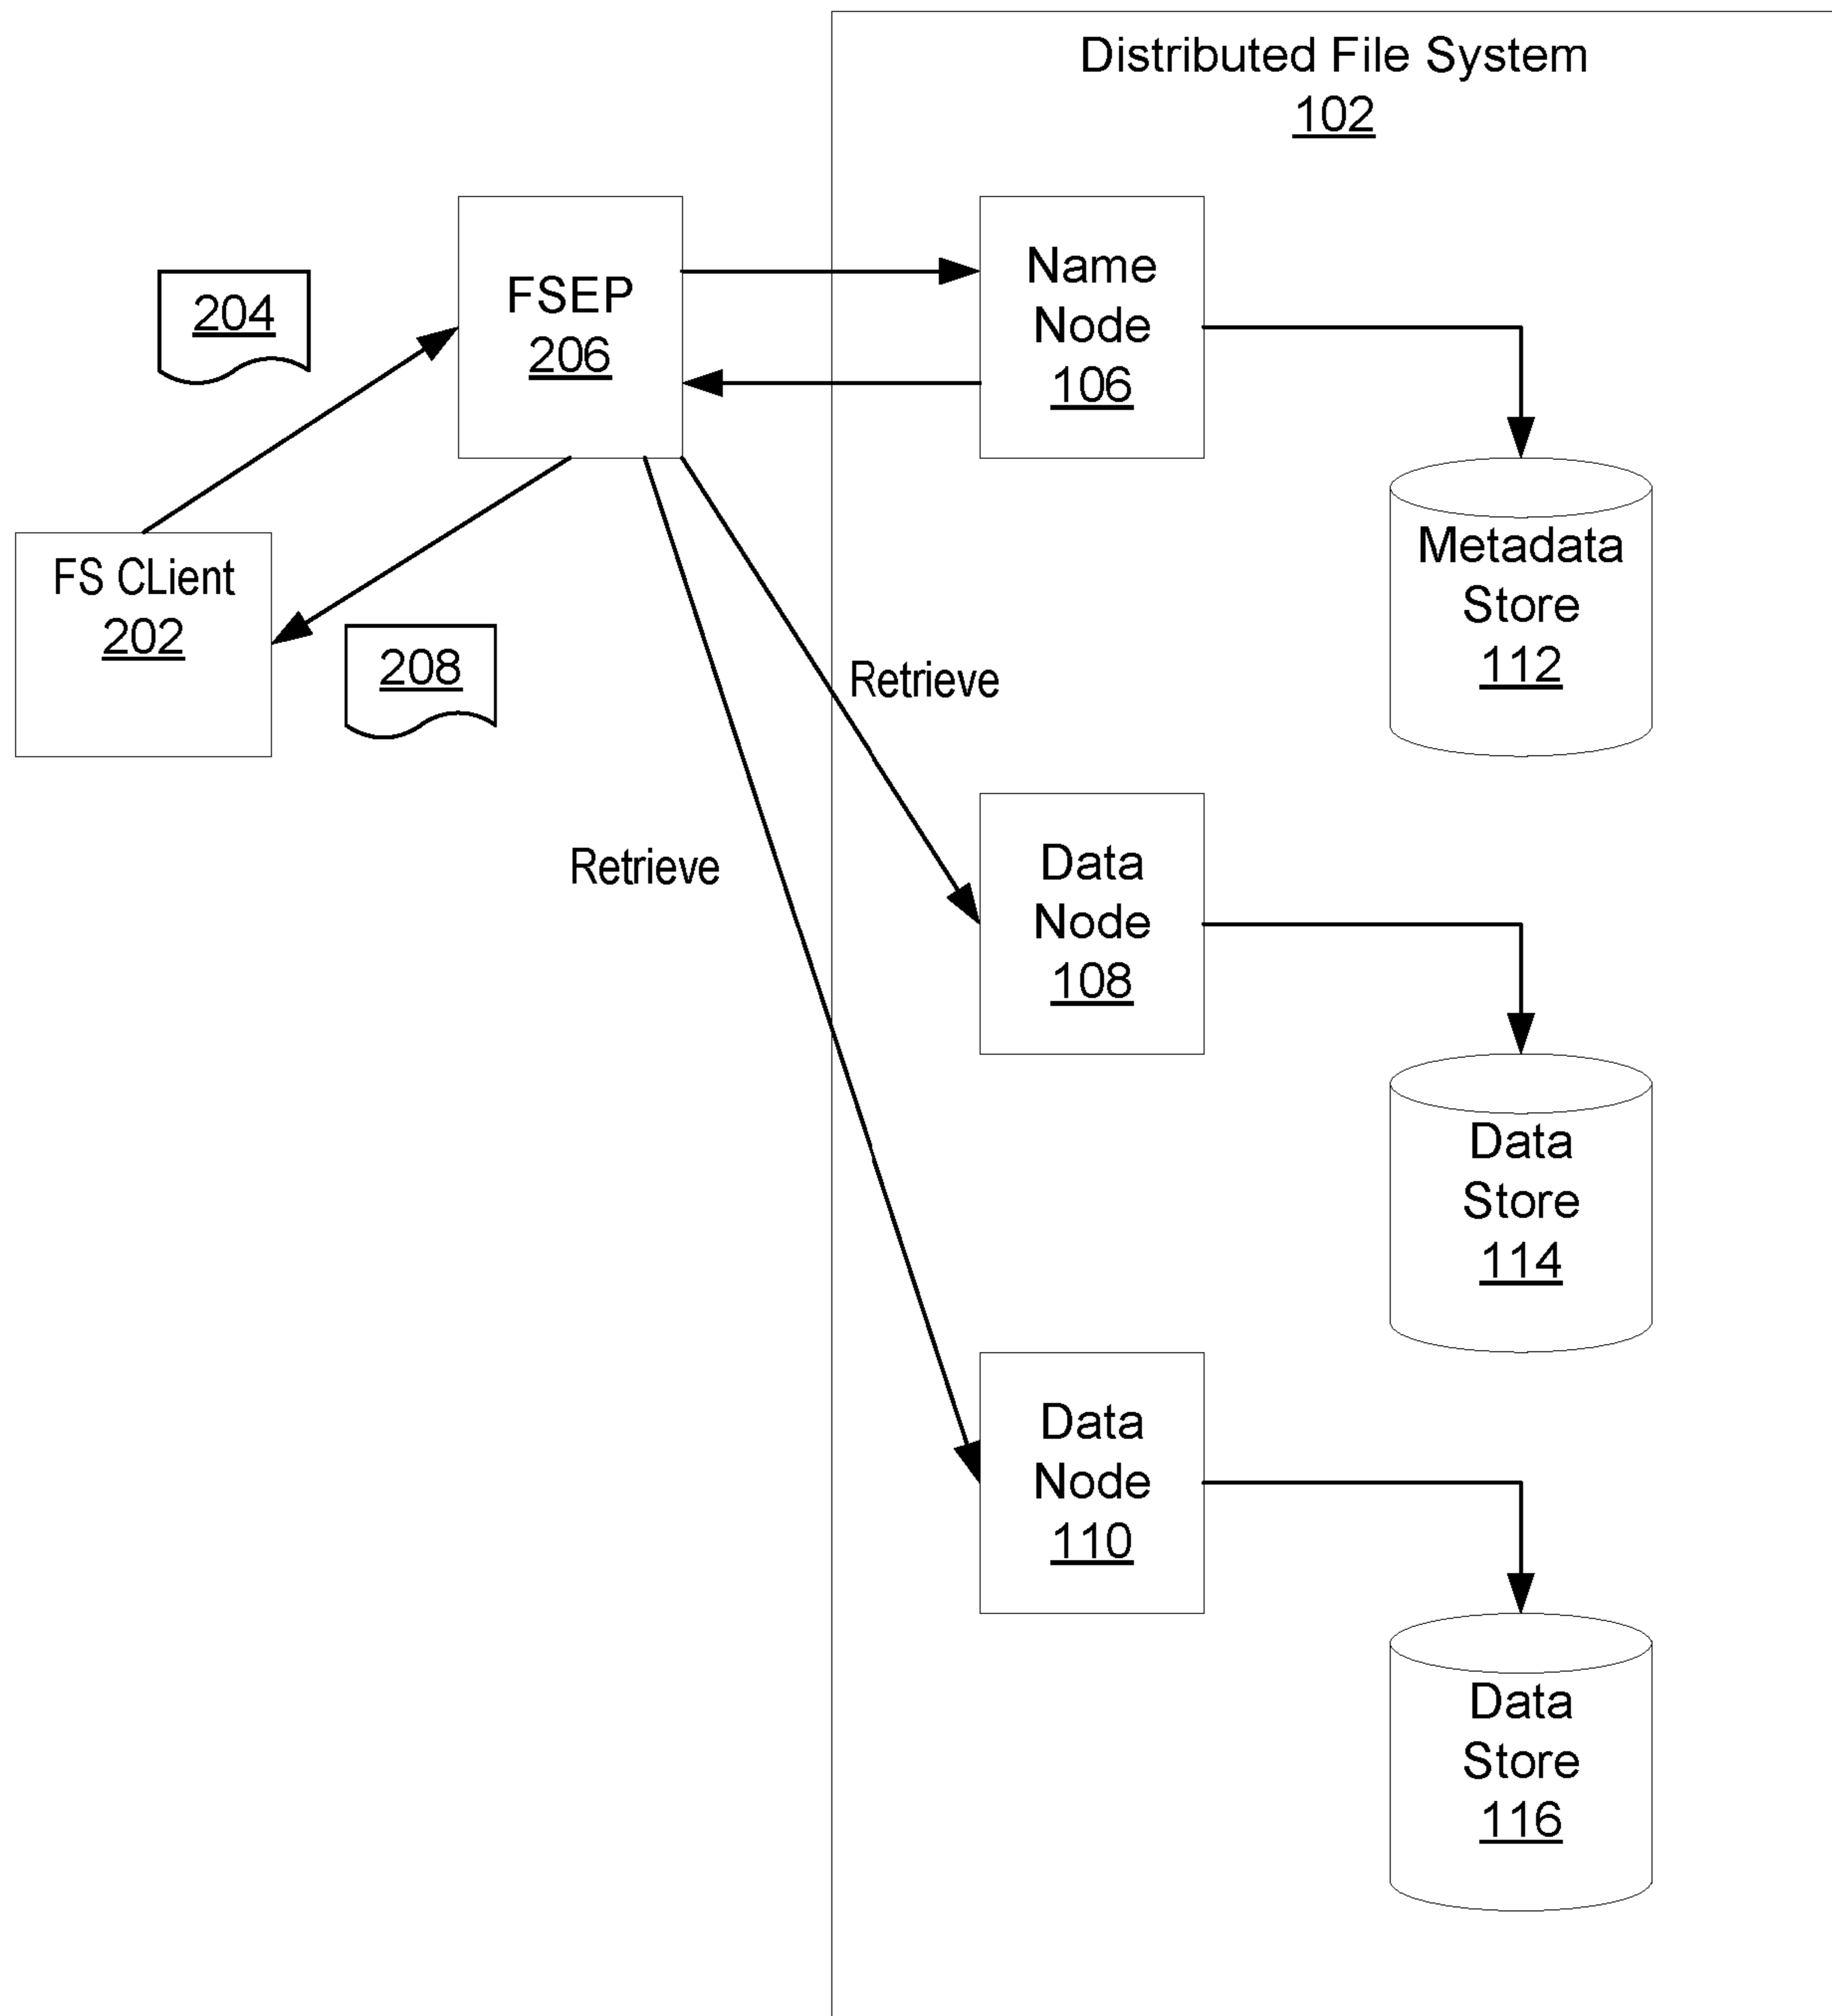 Distributed File System
102
FSEP
206
Name
Node
106
204
FS CLient
202
208
Metadata
Store
112
Retrieve
Retrieve
Data
Node
108
Data
Store
114
Data
Node
110
Data
Store
116